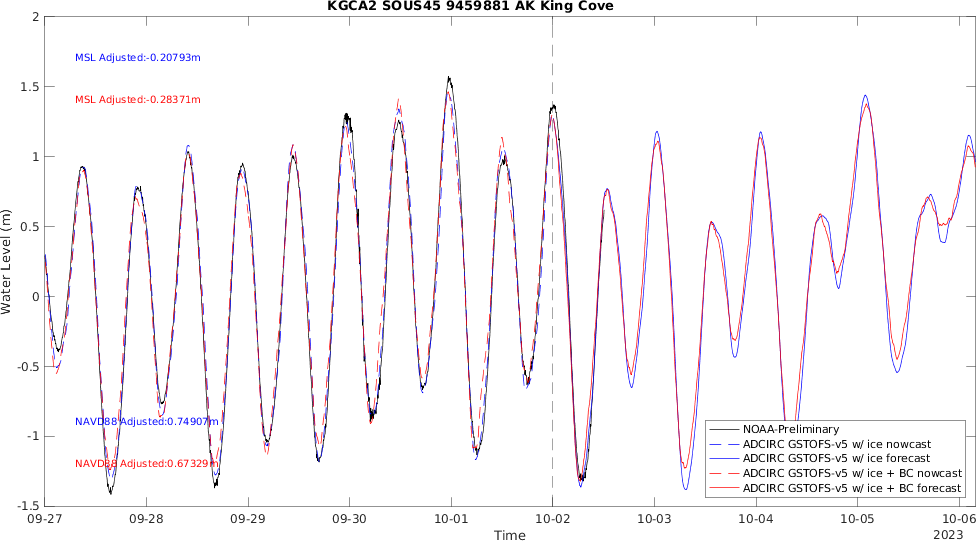 KGCA2 SOUS45 9459881 AK King Cove
2
1.5
1
0.5
0
-0.5
-1
-1.5
Water Level (m)
MSL Adjusted:-0.20793m
MSL Adjusted:-0.28371m
NAVD88 Adjusted:0.74907m
NAVD88 Adjusted:0.67329m
NOAA-Preliminary
ADCIRC GSTOFS-v5 w/ ice nowcast
ADCIRC GSTOFS-v5 w/ ice forecast
ADCIRC GSTOFS-v5 w/ ice + BC nowcast
ADCIRC GSTOFS-v5 w/ ice + BC forecast
09-27 09-28 09-29 09-30 10-01 10-02 10-03 10-04 10-05 10-06
Time
2023